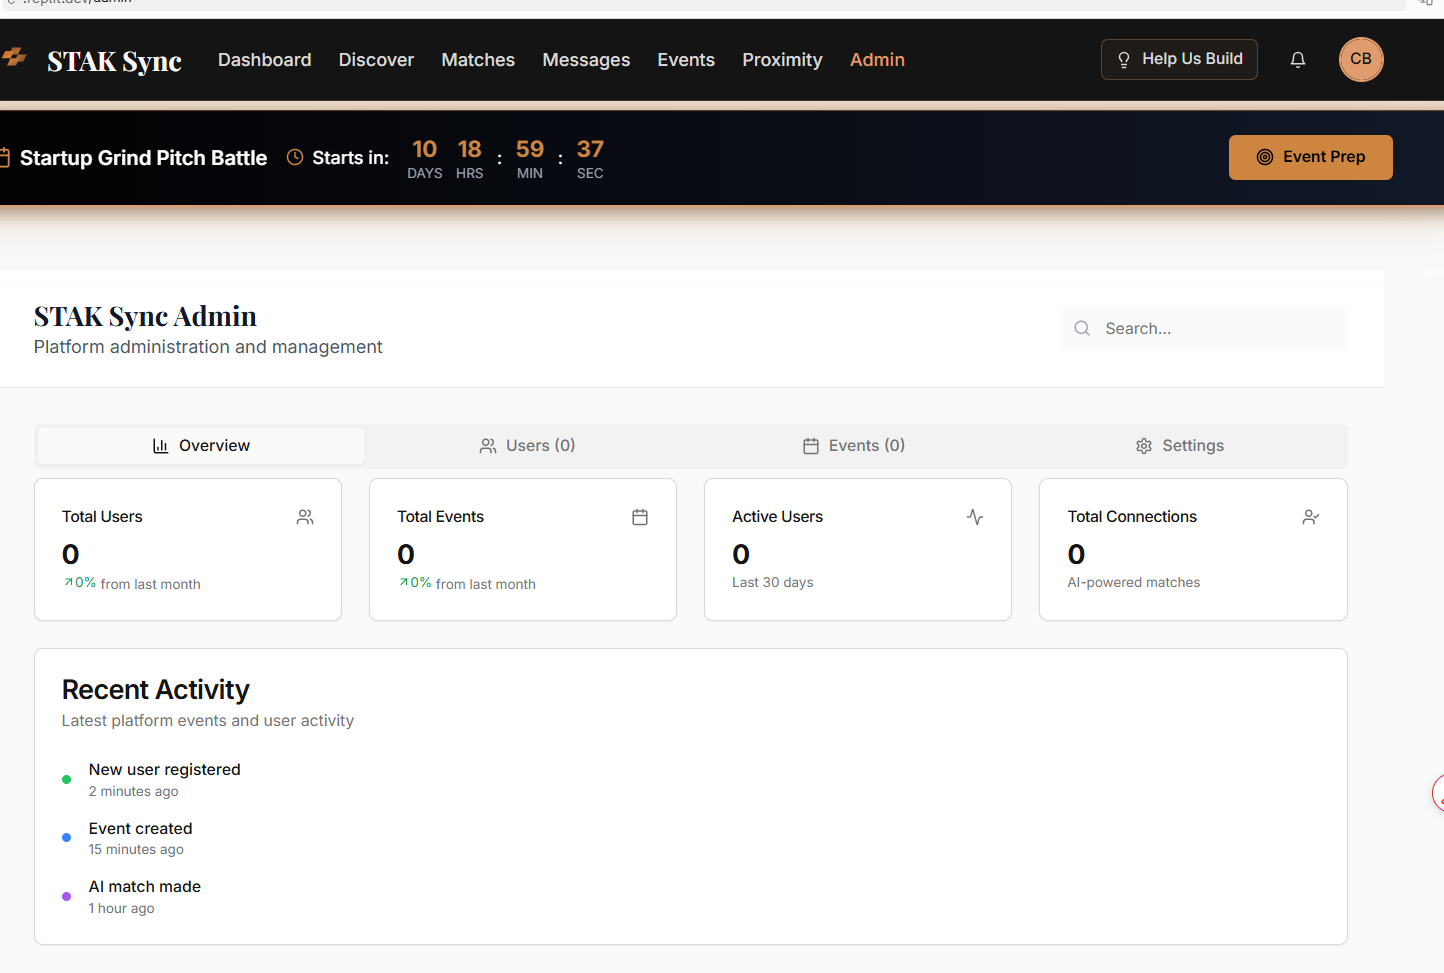 STAK Sync
Dashboard
Discover
Matches
Messages
Events
Proximity
Admin
Help Us Build
CB
Startup Grind Pitch Battle
Starts in:
10 18 : 59 : 37
DAYS HRS MIN SEC
Event Prep
STAK Sync Admin
Platform administration and management
Search...
Overview
Users (0)
Events (0)
Settings
Total Users
0
0% from last month
Total Events
0
0% from last month
Active Users
0
Last 30 days
Total Connections
0
AI-powered matches
Recent Activity
Latest platform events and user activity
New user registered
2 minutes ago
Event created
15 minutes ago
AI match made
1 hour ago